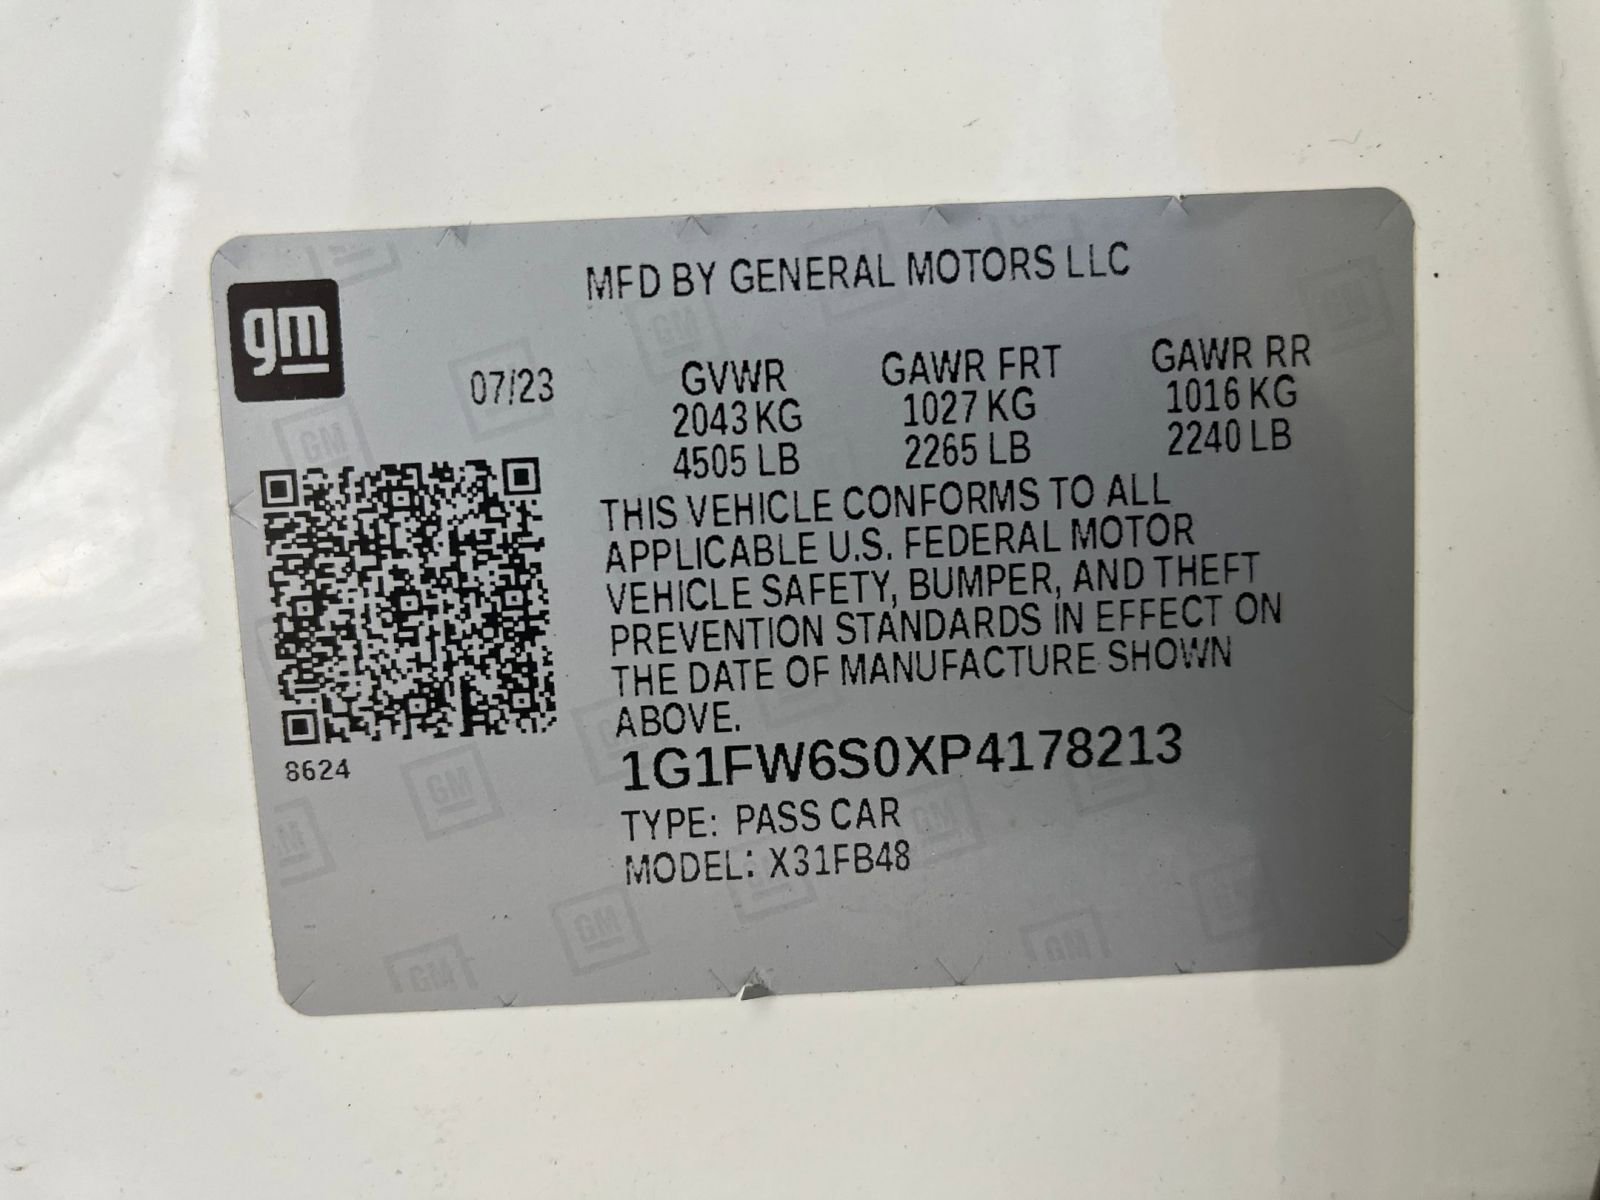 gm
MFD BY GENERAL MOTORS LLC
07/23
GVWR GAWR FRT GAWR RR
2043 KG 1027 KG 1016 KG
4505 LB 2265 LB 2240 LB
THIS VEHICLE CONFORMS TO ALL
APPLICABLE U.S. FEDERAL MOTOR
VEHICLE SAFETY, BUMPER, AND THEFT
PREVENTION STANDARDS IN EFFECT ON
THE DATE OF MANUFACTURE SHOWN
ABOVE.
8624
1G1FW6S0XP4178213
TYPE: PASS CAR
MODEL: X31FB48